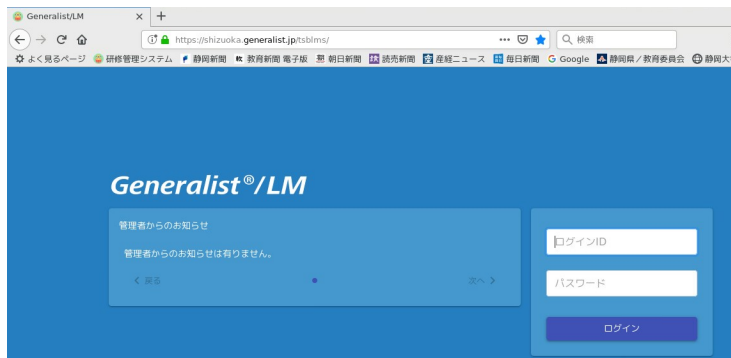 Generalist/LM
https://shizuoka.generalist.jp/tsblms/
検索
よく見るページ 研修管理システム 静岡新聞 教育新聞 電子版 朝日新聞 読売新聞 産経ニュース 毎日新聞 Google 静岡県／教育委員会 静岡大
Generalist®/LM
管理者からのお知らせ
管理者からのお知らせは有りません。
戻る 次へ
ログインID
パスワード
ログイン